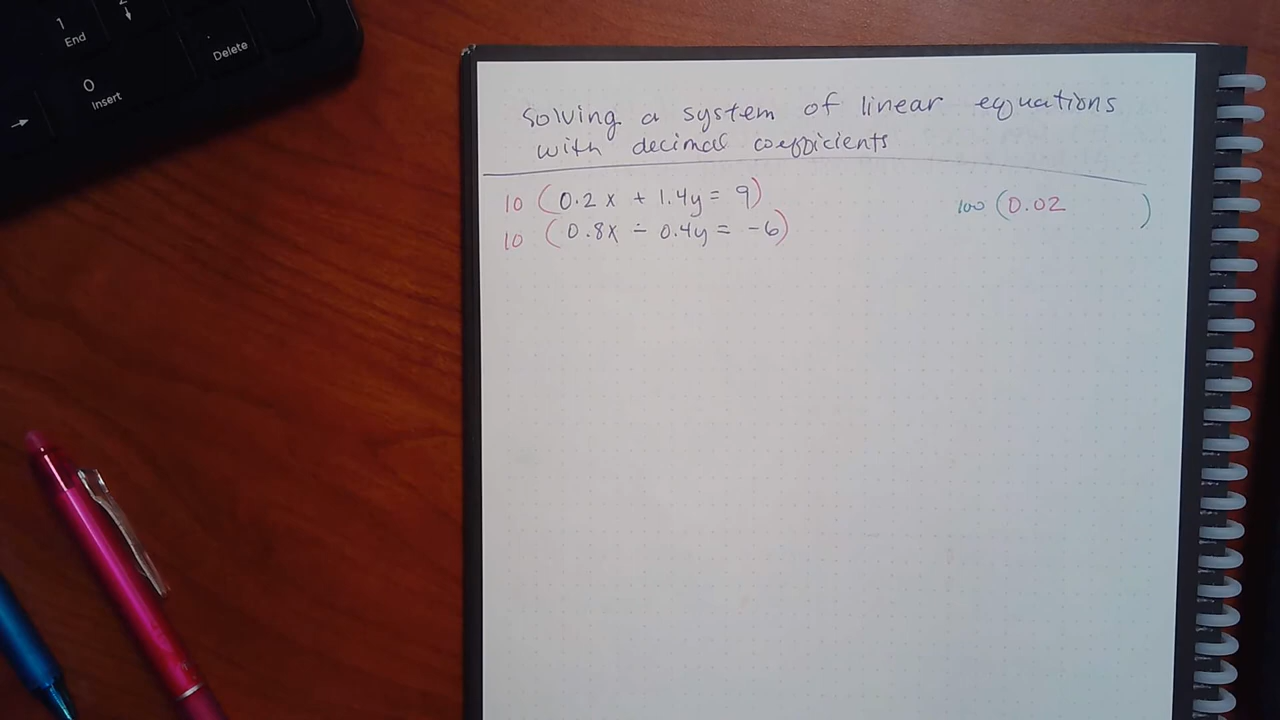 1
End
Delete
0
Insert
→
Solving a system of linear equations
with decimal coefficients
10 (0.2x + 1.4y = 9)
10 (0.8x - 0.4y = -6)
100 (0.02 )